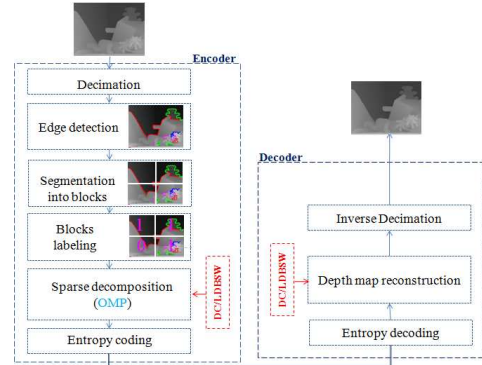 Encoder
Decimation
Edge detection
Segmentation
into blocks
Blocks
labeling
Sparse decomposition
(OMP)
DC/LDBSW
Entropy coding
Decoder
Inverse Decimation
DC/LDBSW
Depth map reconstruction
Entropy decoding